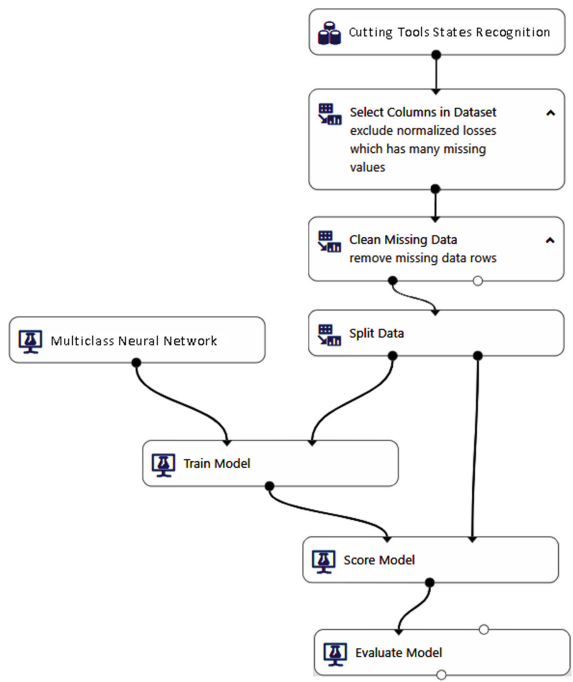 Cutting Tools States Recognition
Select Columns in Dataset
exclude normalized losses
which has many missing
values
Clean Missing Data
remove missing data rows
Split Data
Multiclass Neural Network
Train Model
Score Model
Evaluate Model